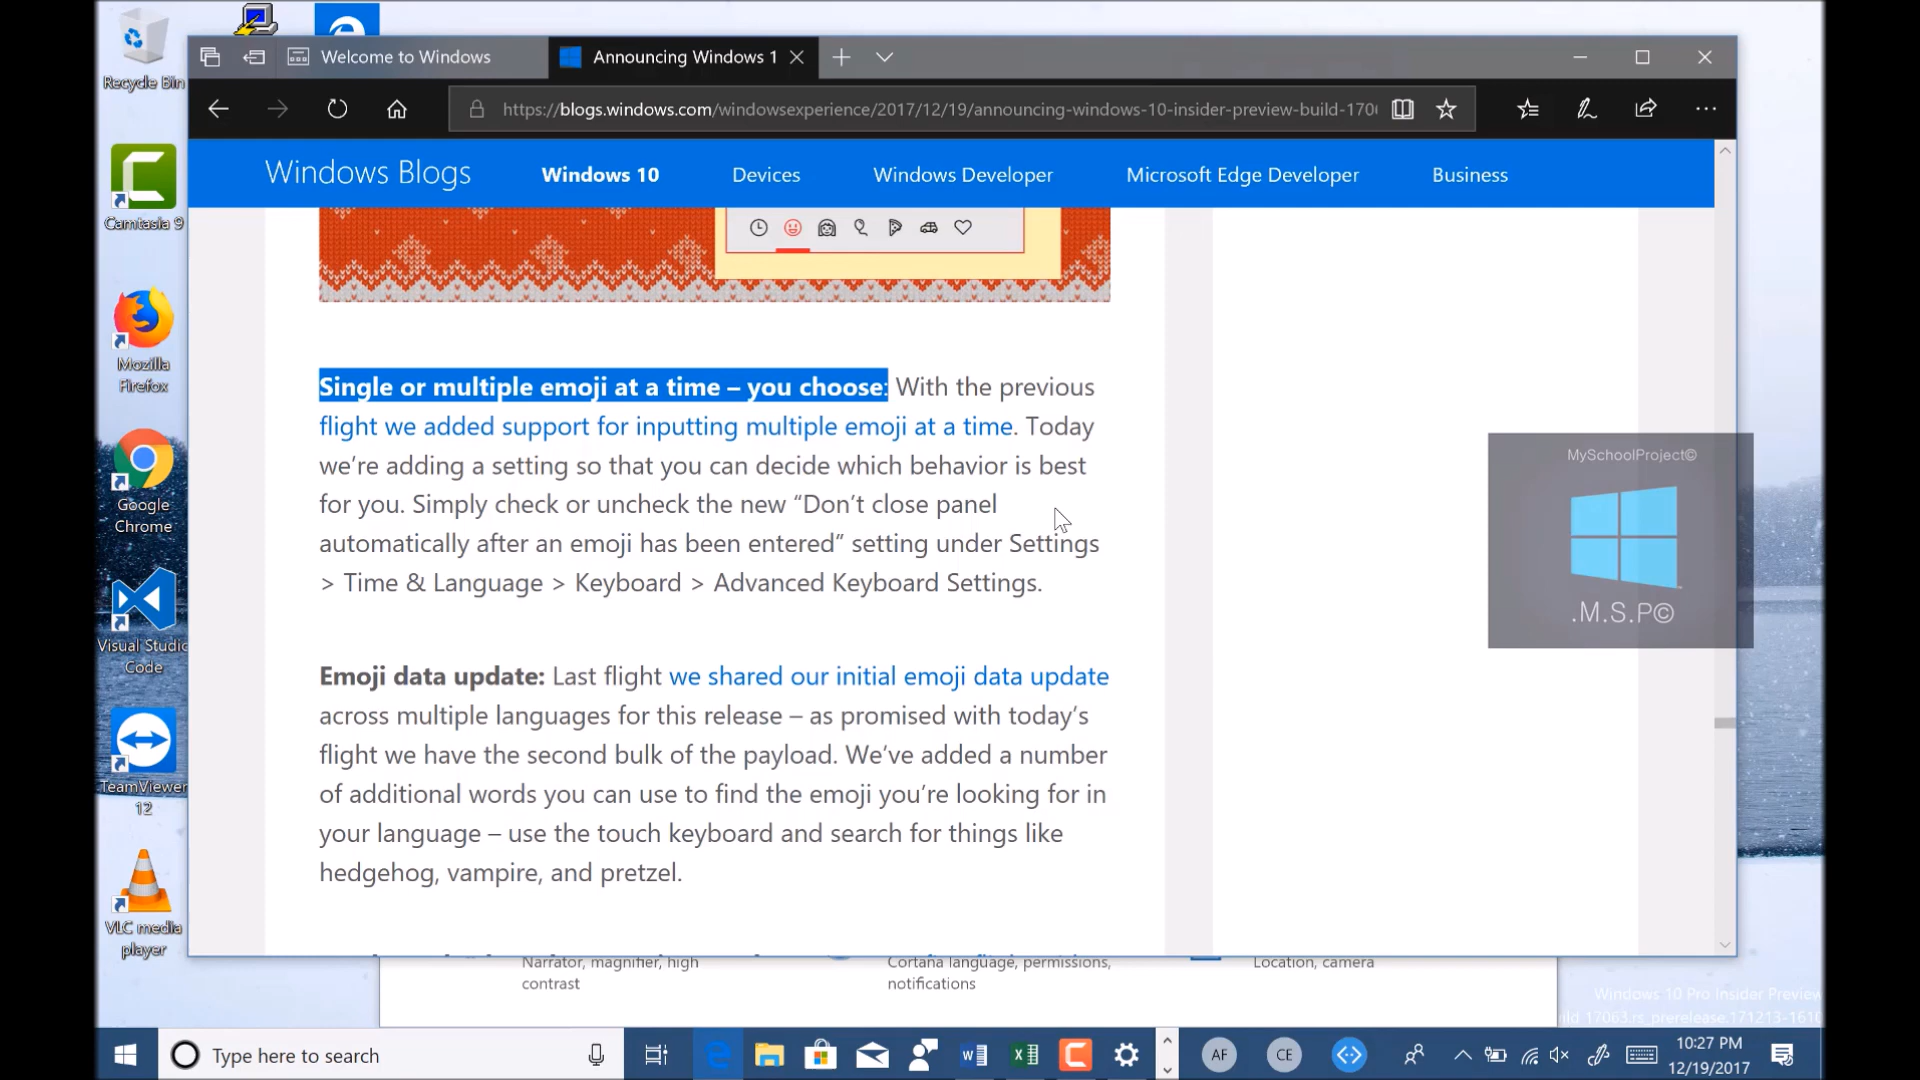 Recycle Bin
Camtasia 9
Mozilla
Firefox
Google
Chrome
Visual Studio
Code
TeamViewer
12
VLC media
player
Welcome to Windows
Announcing Windows 1
https://blogs.windows.com/windowsexperience/2017/12/19/announcing-windows-10-insider-preview-build-170
Windows Blogs
Windows 10
Devices
Windows Developer
Microsoft Edge Developer
Business
Single or multiple emoji at a time – you choose: With the previous
flight we added support for inputting multiple emoji at a time. Today
we’re adding a setting so that you can decide which behavior is best
for you. Simply check or uncheck the new “Don’t close panel
automatically after an emoji has been entered” setting under Settings
> Time & Language > Keyboard > Advanced Keyboard Settings.
Emoji data update: Last flight we shared our initial emoji data update
across multiple languages for this release – as promised with today’s
flight we have the second bulk of the payload. We’ve added a number
of additional words you can use to find the emoji you’re looking for in
your language – use the touch keyboard and search for things like
hedgehog, vampire, and pretzel.
MySchoolProject©
.M.S.P©
Narrator, magnifier, high
contrast
Cortana language, permissions,
notifications
Location, camera
Windows 10 Pro Insider Preview
ild 17063.rs_prerelease.171213-1610
Type here to search
AF
CE
10:27 PM
12/19/2017